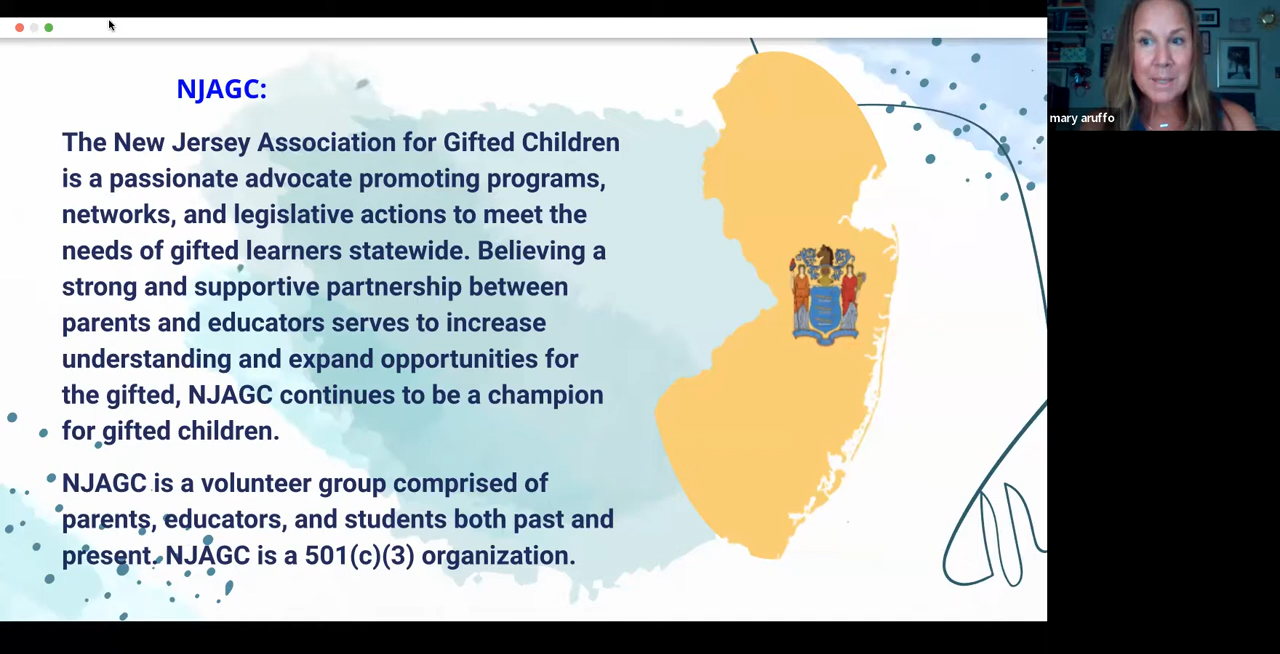 NJAGC:
The New Jersey Association for Gifted Children
is a passionate advocate promoting programs,
networks, and legislative actions to meet the
needs of gifted learners statewide. Believing a
strong and supportive partnership between
parents and educators serves to increase
understanding and expand opportunities for
the gifted, NJAGC continues to be a champion
for gifted children.
NJAGC is a volunteer group comprised of
parents, educators, and students both past and
present. NJAGC is a 501(c)(3) organization.
mary aruffo